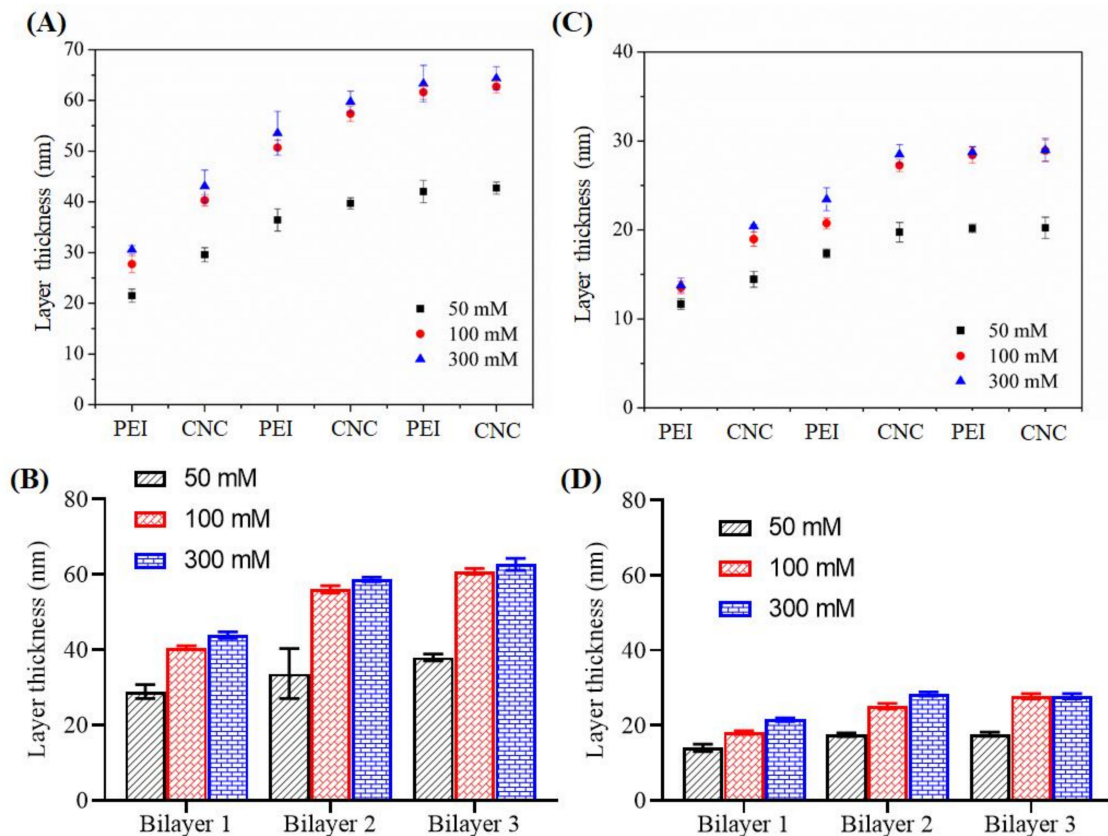 (A)
70
60
50
40
30
20
10
0
Layer thickness (nm)
50 mM
100 mM
300 mM
PEI CNC PEI CNC PEI CNC
(C)
40
30
20
10
0
Layer thickness (nm)
50 mM
100 mM
300 mM
PEI CNC PEI CNC PEI CNC
(B)
80
60
40
20
0
Layer thickness (nm)
50 mM
100 mM
300 mM
Bilayer 1 Bilayer 2 Bilayer 3
(D)
80
60
40
20
0
Layer thickness (nm)
50 mM
100 mM
300 mM
Bilayer 1 Bilayer 2 Bilayer 3